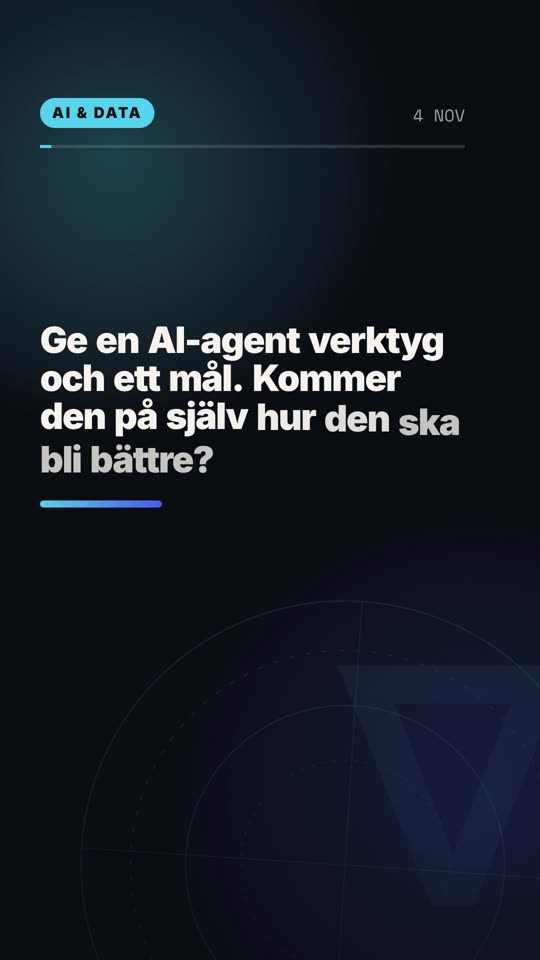 AI & DATA
4 NOV
Ge en AI-agent verktyg
och ett mål. Kommer
den på själv hur den ska
bli bättre?